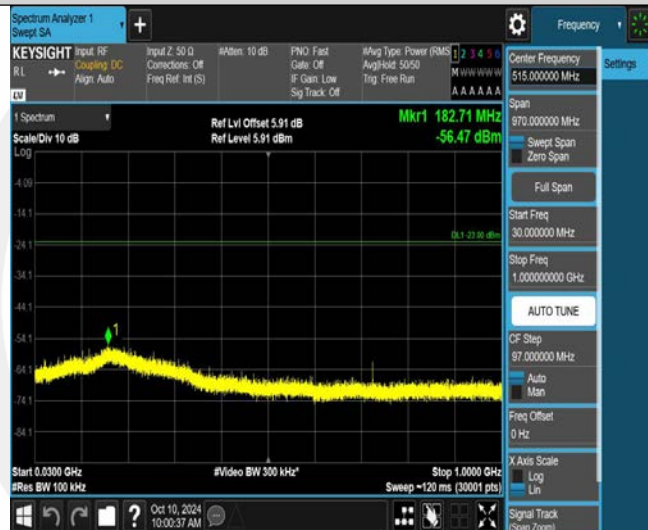 Spectrum Analyzer 1
Swept SA
Frequency
KEYSIGHT
Input: RF
Input Z: 50 Ω
#Atten: 10 dB
PNO: Fast
#Avg Type: Power (RMS
1 2 3 4 5 6
RL
Coupling: DC
Corrections: Off
Gate: Off
Avg|Hold: 50/50
M W W W W W
Align: Auto
Freq Ref: Int (S)
IF Gain: Low
Trig: Free Run
Sig Track: Off
A A A A A A
LXI
1 Spectrum
Ref Lvl Offset 5.91 dB
Mkr1 182.71 MHz
Scale/Div 10 dB
Ref Level 5.91 dBm
-56.47 dBm
Log
-4.09
-14.1
DL1 -23.00 dBm
-24.1
-34.1
-44.1
1
-54.1
-64.1
-74.1
-84.1
Start 0.0300 GHz
#Video BW 300 kHz*
Stop 1.0000 GHz
#Res BW 100 kHz
Sweep ~120 ms (30001 pts)
Oct 10, 2024
10:00:37 AM
Center Frequency
515.000000 MHz
Settings
Span
970.000000 MHz
Swept Span
Zero Span
Full Span
Start Freq
30.000000 MHz
Stop Freq
1.000000000 GHz
AUTO TUNE
CF Step
97.000000 MHz
Auto
Man
Freq Offset
0 Hz
X Axis Scale
Log
Lin
Signal Track
(Span Zoom)